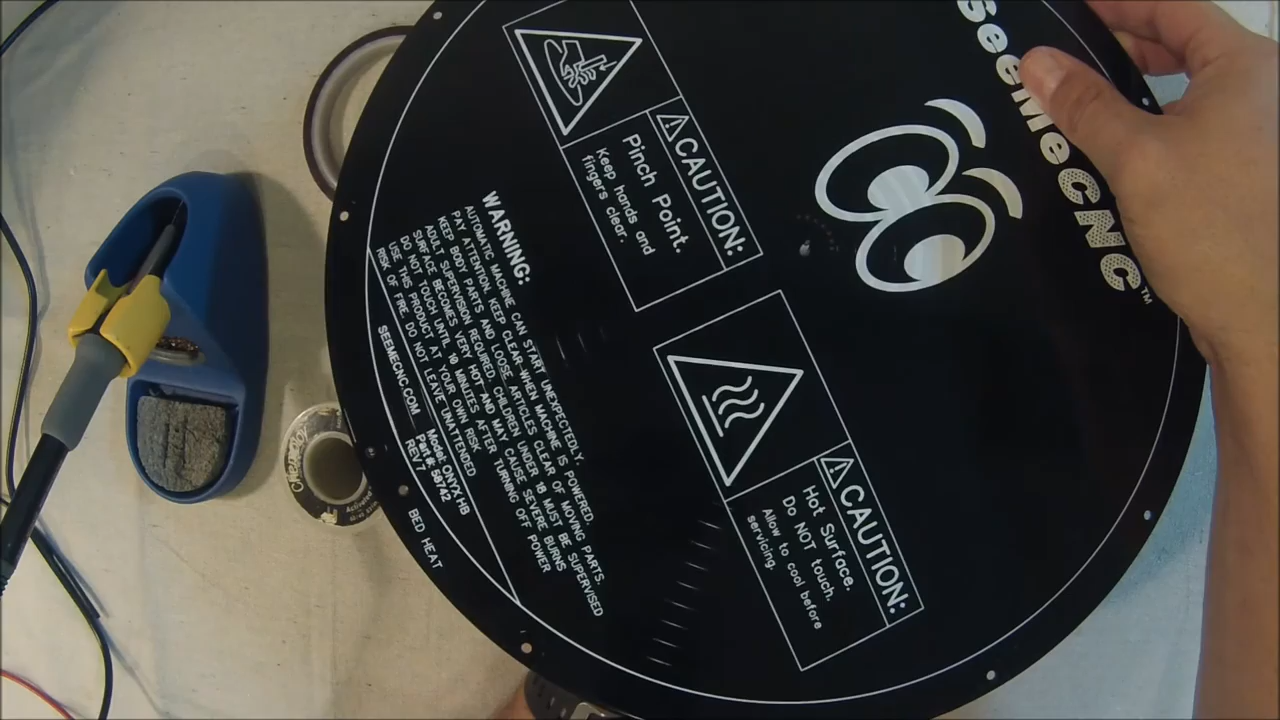 SeeMeCNC™
⚠CAUTION:
Pinch Point.
Keep hands and
fingers clear.
⚠CAUTION:
Hot Surface.
Do NOT touch.
Allow to cool before
servicing.
WARNING:
AUTOMATIC MACHINE CAN START UNEXPECTEDLY.
PAY ATTENTION. KEEP CLEAR-WHEN MACHINE IS POWERED.
KEEP BODY PARTS AND LOOSE ARTICLES CLEAR OF MOVING PARTS.
ADULT SUPERVISION REQUIRED. CHILDREN UNDER 18 MUST BE SUPERVISED
SURFACE BECOMES VERY HOT-AND MAY CAUSE SEVERE BURNS
DO NOT TOUCH UNTIL 10 MINUTES AFTER TURNING OFF POWER
USE THIS PRODUCT AT YOUR OWN RISK
RISK OF FIRE. DO NOT LEAVE UNATTENDED
SEEMECNC.COM
Model: ONYX HB
Part #: 58742
REV7
BED HEAT